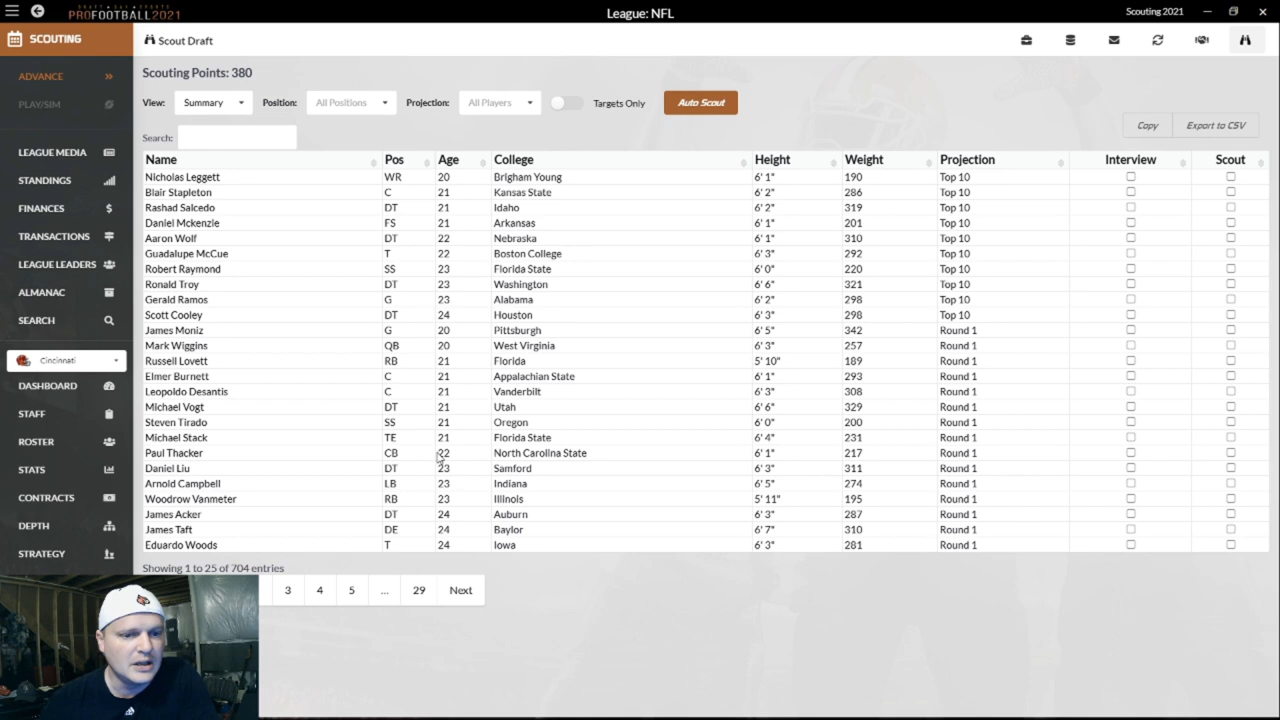 DRAFT DAY SPORTS
PROFOOTBALL2021
League: NFL
Scouting 2021
SCOUTING
Scout Draft
ADVANCE
PLAY/SIM
LEAGUE MEDIA
STANDINGS
FINANCES
TRANSACTIONS
LEAGUE LEADERS
ALMANAC
SEARCH
Cincinnati
DASHBOARD
STAFF
ROSTER
STATS
CONTRACTS
DEPTH
STRATEGY
Scouting Points: 380
View: Summary Position: All Positions Projection: All Players Targets Only Auto Scout
Copy Export to CSV
Search:
Name Pos Age College Height Weight Projection Interview Scout
Nicholas Leggett WR 20 Brigham Young 6' 1" 190 Top 10
Blair Stapleton C 21 Kansas State 6' 2" 286 Top 10
Rashad Salcedo DT 21 Idaho 6' 2" 319 Top 10
Daniel Mckenzie FS 21 Arkansas 6' 1" 201 Top 10
Aaron Wolf DT 22 Nebraska 6' 1" 310 Top 10
Guadalupe McCue T 22 Boston College 6' 3" 292 Top 10
Robert Raymond SS 23 Florida State 6' 0" 220 Top 10
Ronald Troy DT 23 Washington 6' 6" 321 Top 10
Gerald Ramos G 23 Alabama 6' 2" 298 Top 10
Scott Cooley DT 24 Houston 6' 3" 298 Top 10
James Moniz G 20 Pittsburgh 6' 5" 342 Round 1
Mark Wiggins QB 20 West Virginia 6' 3" 257 Round 1
Russell Lovett RB 21 Florida 5' 10" 189 Round 1
Elmer Burnett C 21 Appalachian State 6' 1" 293 Round 1
Leopoldo Desantis C 21 Vanderbilt 6' 3" 308 Round 1
Michael Vogt DT 21 Utah 6' 6" 329 Round 1
Steven Tirado SS 21 Oregon 6' 0" 200 Round 1
Michael Stack TE 21 Florida State 6' 4" 231 Round 1
Paul Thacker CB 22 North Carolina State 6' 1" 217 Round 1
Daniel Liu DT 23 Samford 6' 3" 311 Round 1
Arnold Campbell LB 23 Indiana 6' 5" 274 Round 1
Woodrow Vanmeter RB 23 Illinois 5' 11" 195 Round 1
James Acker DT 24 Auburn 6' 3" 287 Round 1
James Taft DE 24 Baylor 6' 7" 310 Round 1
Eduardo Woods T 24 Iowa 6' 3" 281 Round 1
Showing 1 to 25 of 704 entries
3 4 5 ... 29 Next